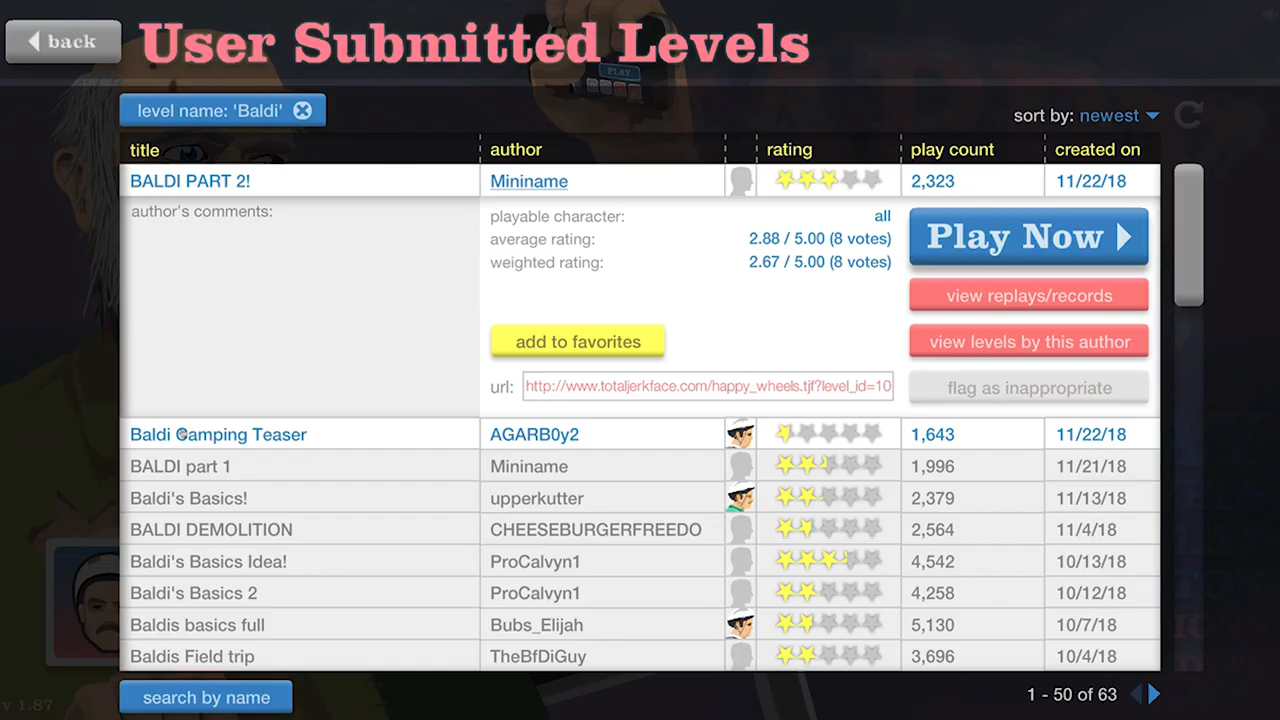 back
User Submitted Levels
PLAY
level name: 'Baldi'
sort by: newest
title author rating play count created on
BALDI PART 2! Mininame 2,323 11/22/18
author's comments:
playable character: all
average rating: 2.88 / 5.00 (8 votes)
weighted rating: 2.67 / 5.00 (8 votes)
Play Now
view replays/records
add to favorites
view levels by this author
url: http://www.totaljerkface.com/happy_wheels.tjf?level_id=10
flag as inappropriate
Baldi Camping Teaser AGARB0y2 1,643 11/22/18
BALDI part 1 Mininame 1,996 11/21/18
Baldi's Basics! upperkutter 2,379 11/13/18
BALDI DEMOLITION CHEESEBURGERFREEDO 2,564 11/4/18
Baldi's Basics Idea! ProCalvyn1 4,542 10/13/18
Baldi's Basics 2 ProCalvyn1 4,258 10/12/18
Baldis basics full Bubs_Elijah 5,130 10/7/18
Baldis Field trip TheBfDiGuy 3,696 10/4/18
search by name
1 - 50 of 63
v 1.87